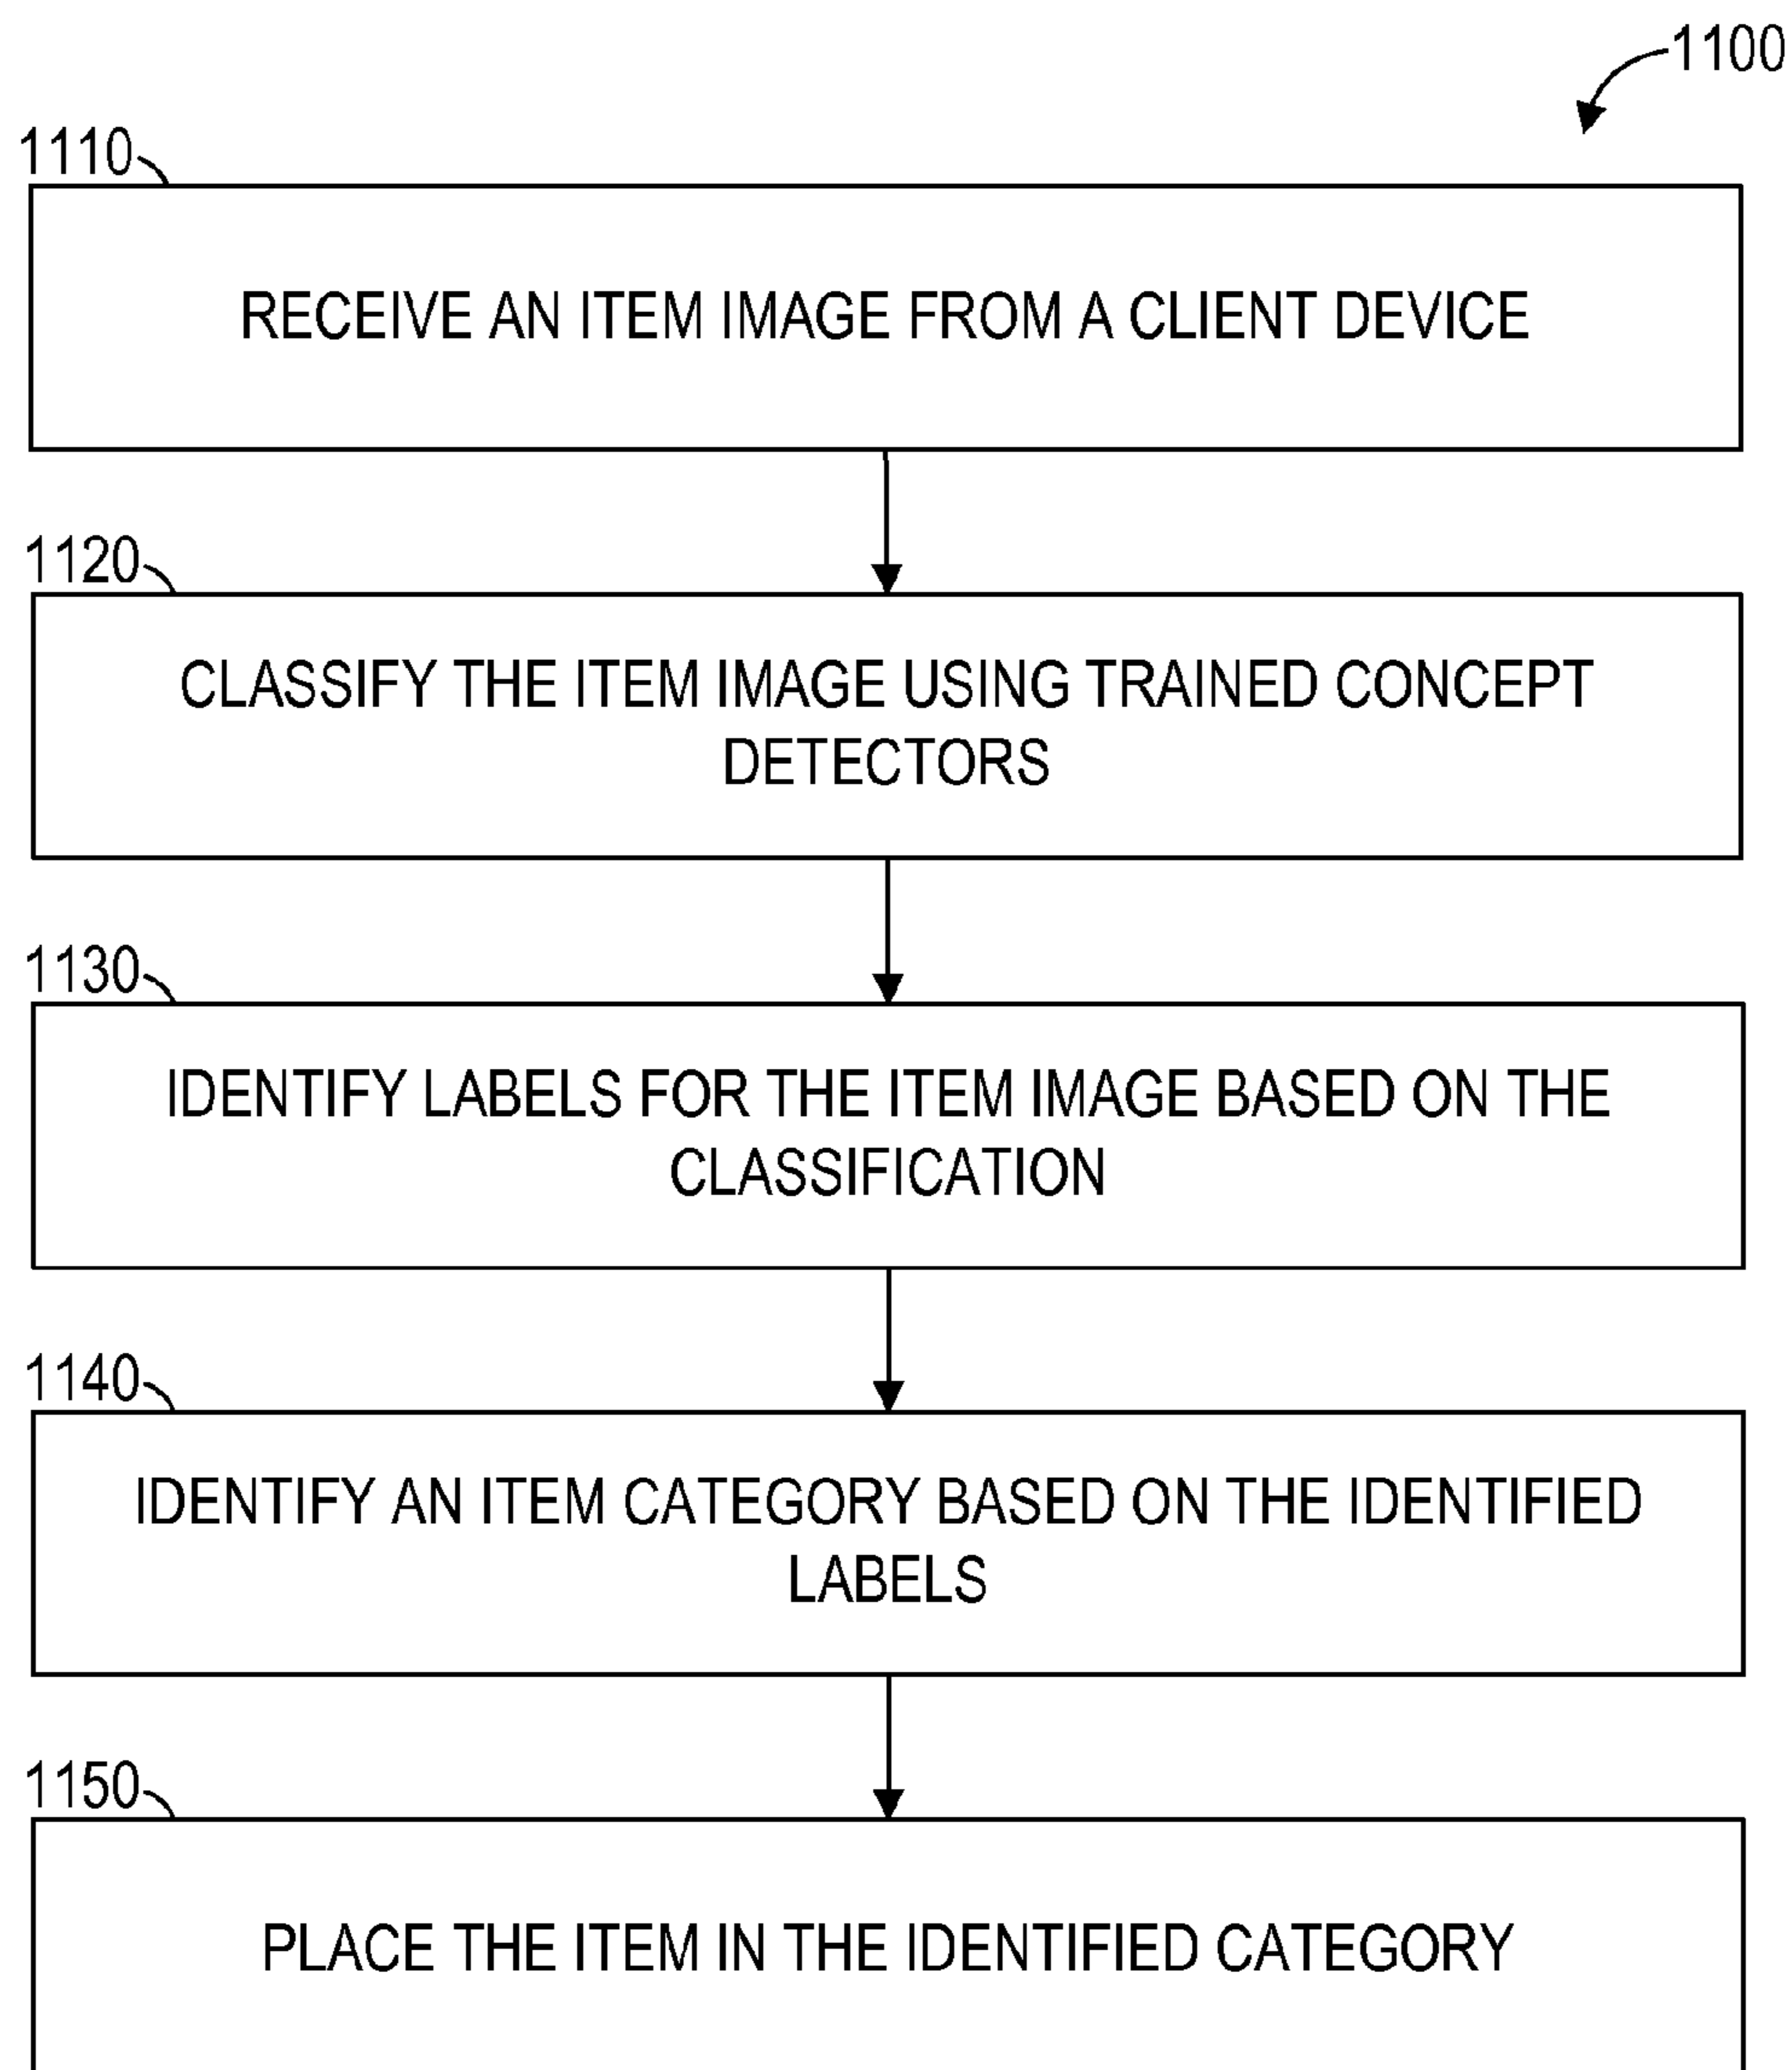 1100
1110
RECEIVE AN ITEM IMAGE FROM A CLIENT DEVICE
1120
CLASSIFY THE ITEM IMAGE USING TRAINED CONCEPT
DETECTORS
1130
IDENTIFY LABELS FOR THE ITEM IMAGE BASED ON THE
CLASSIFICATION
1140
IDENTIFY AN ITEM CATEGORY BASED ON THE IDENTIFIED
LABELS
1150
PLACE THE ITEM IN THE IDENTIFIED CATEGORY